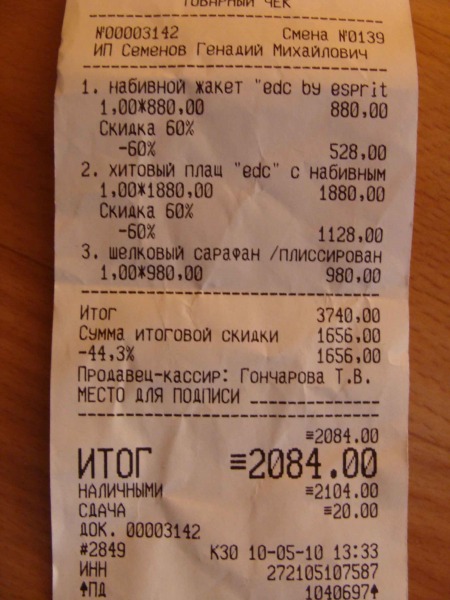 ТОВАРНЫЙ ЧЕК
№00003142 Смена №0139
ИП Семенов Генадий Михайлович
1. набивной жакет "edc by esprit
1,00*880,00 880,00
Скидка 60%
-60% 528,00
2. хитовый плащ "edc" с набивным
1,00*1880,00 1880,00
Скидка 60%
-60% 1128,00
3. шелковый сарафан /плиссирован
1,00*980,00 980,00
Итог 3740,00
Сумма итоговой скидки 1656,00
-44,3% 1656,00
Продавец-кассир: Гончарова Т.В.
МЕСТО ДЛЯ ПОДПИСИ
≡2084.00
ИТОГ ≡2084.00
НАЛИЧНЫМИ ≡2104.00
СДАЧА ≡20.00
ДОК. 00003142
#2849 К30 10-05-10 13:33
ИНН 272105107587
↑ПД 1040697↑